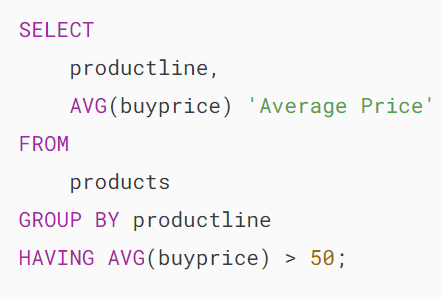 SELECT
    productline,
    AVG(buyprice) 'Average Price'
FROM
    products
GROUP BY productline
HAVING AVG(buyprice) > 50;